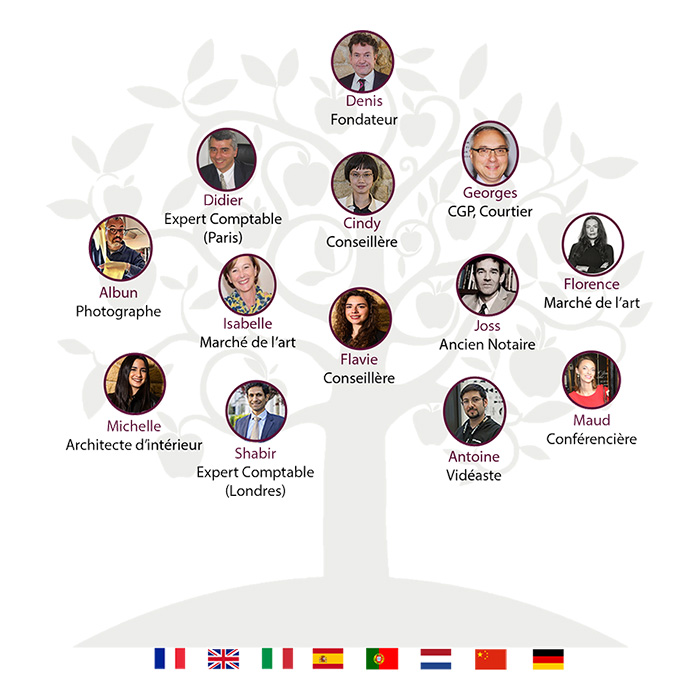 Denis
Fondateur
Didier
Expert Comptable
(Paris)
Cindy
Conseillère
Georges
CGP, Courtier
Albun
Photographe
Isabelle
Marché de l'art
Flavie
Conseillère
Joss
Ancien Notaire
Florence
Marché de l'art
Michelle
Architecte d'intérieur
Shabir
Expert Comptable
(Londres)
Antoine
Vidéaste
Maud
Conférencière